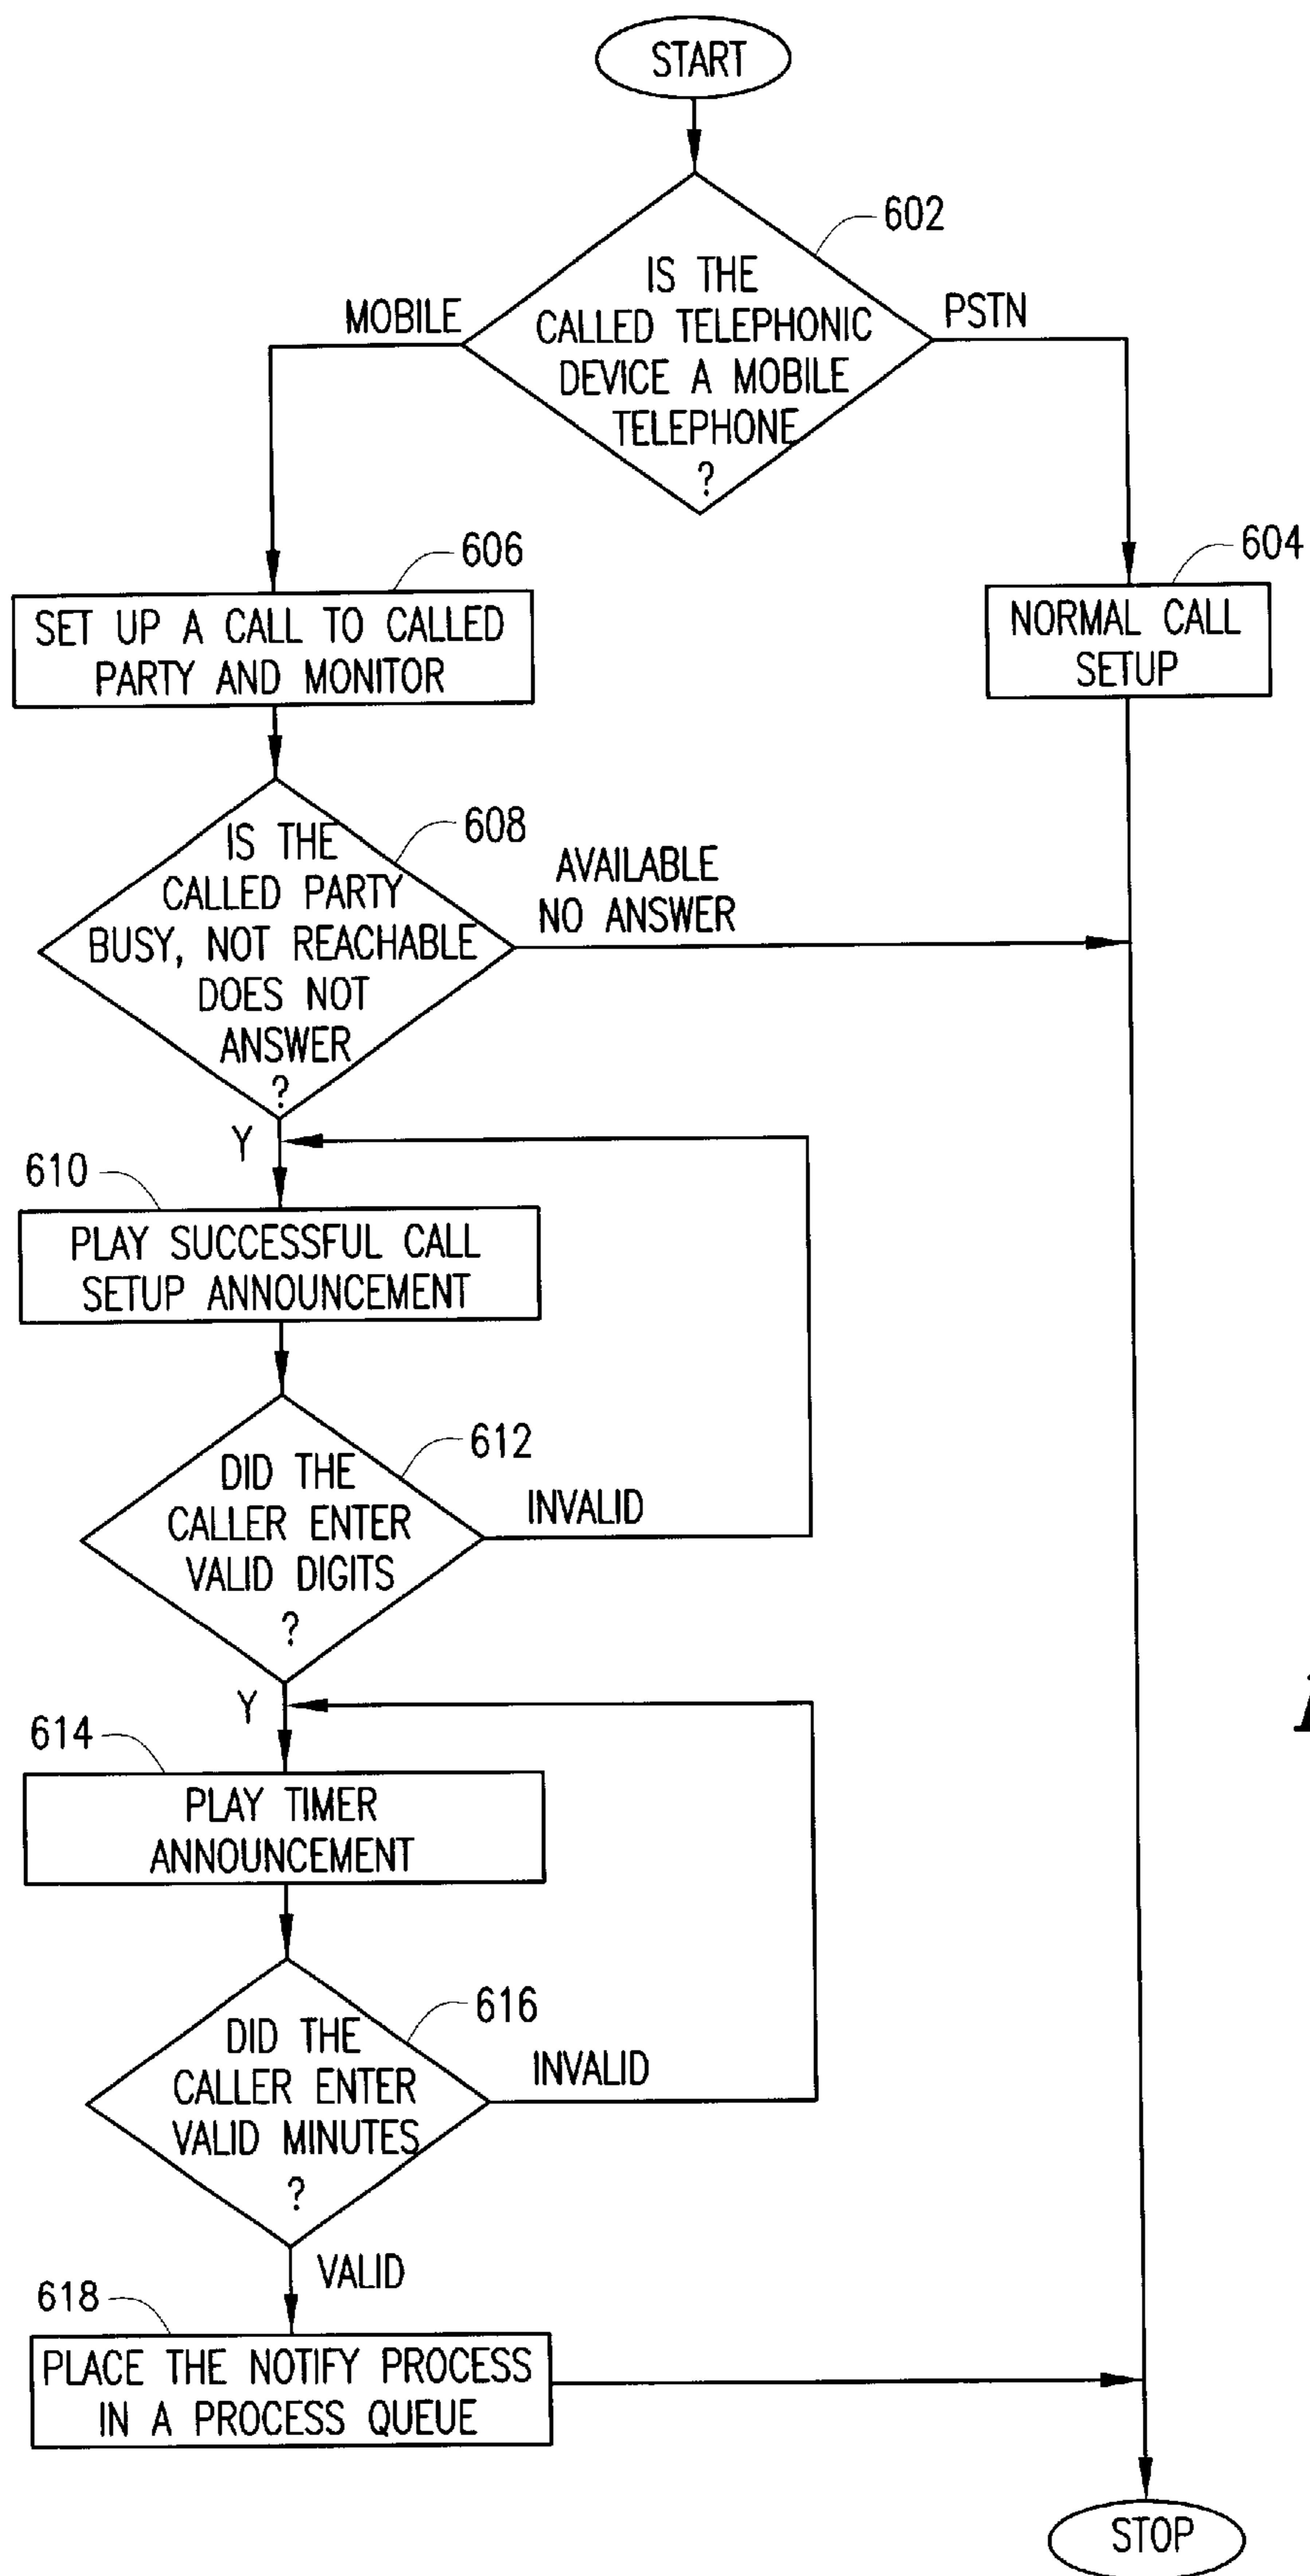 START
602
IS THE
CALLED TELEPHONIC
DEVICE A MOBILE
TELEPHONE
?
MOBILE
PSTN
606
SET UP A CALL TO CALLED
PARTY AND MONITOR
604
NORMAL CALL
SETUP
608
IS THE
CALLED PARTY
BUSY, NOT REACHABLE
DOES NOT
ANSWER
?
AVAILABLE
NO ANSWER
Y
610
PLAY SUCCESSFUL CALL
SETUP ANNOUNCEMENT
612
DID THE
CALLER ENTER
VALID DIGITS
?
INVALID
Y
614
PLAY TIMER
ANNOUNCEMENT
616
DID THE
CALLER ENTER
VALID MINUTES
?
INVALID
VALID
618
PLACE THE NOTIFY PROCESS
IN A PROCESS QUEUE
STOP